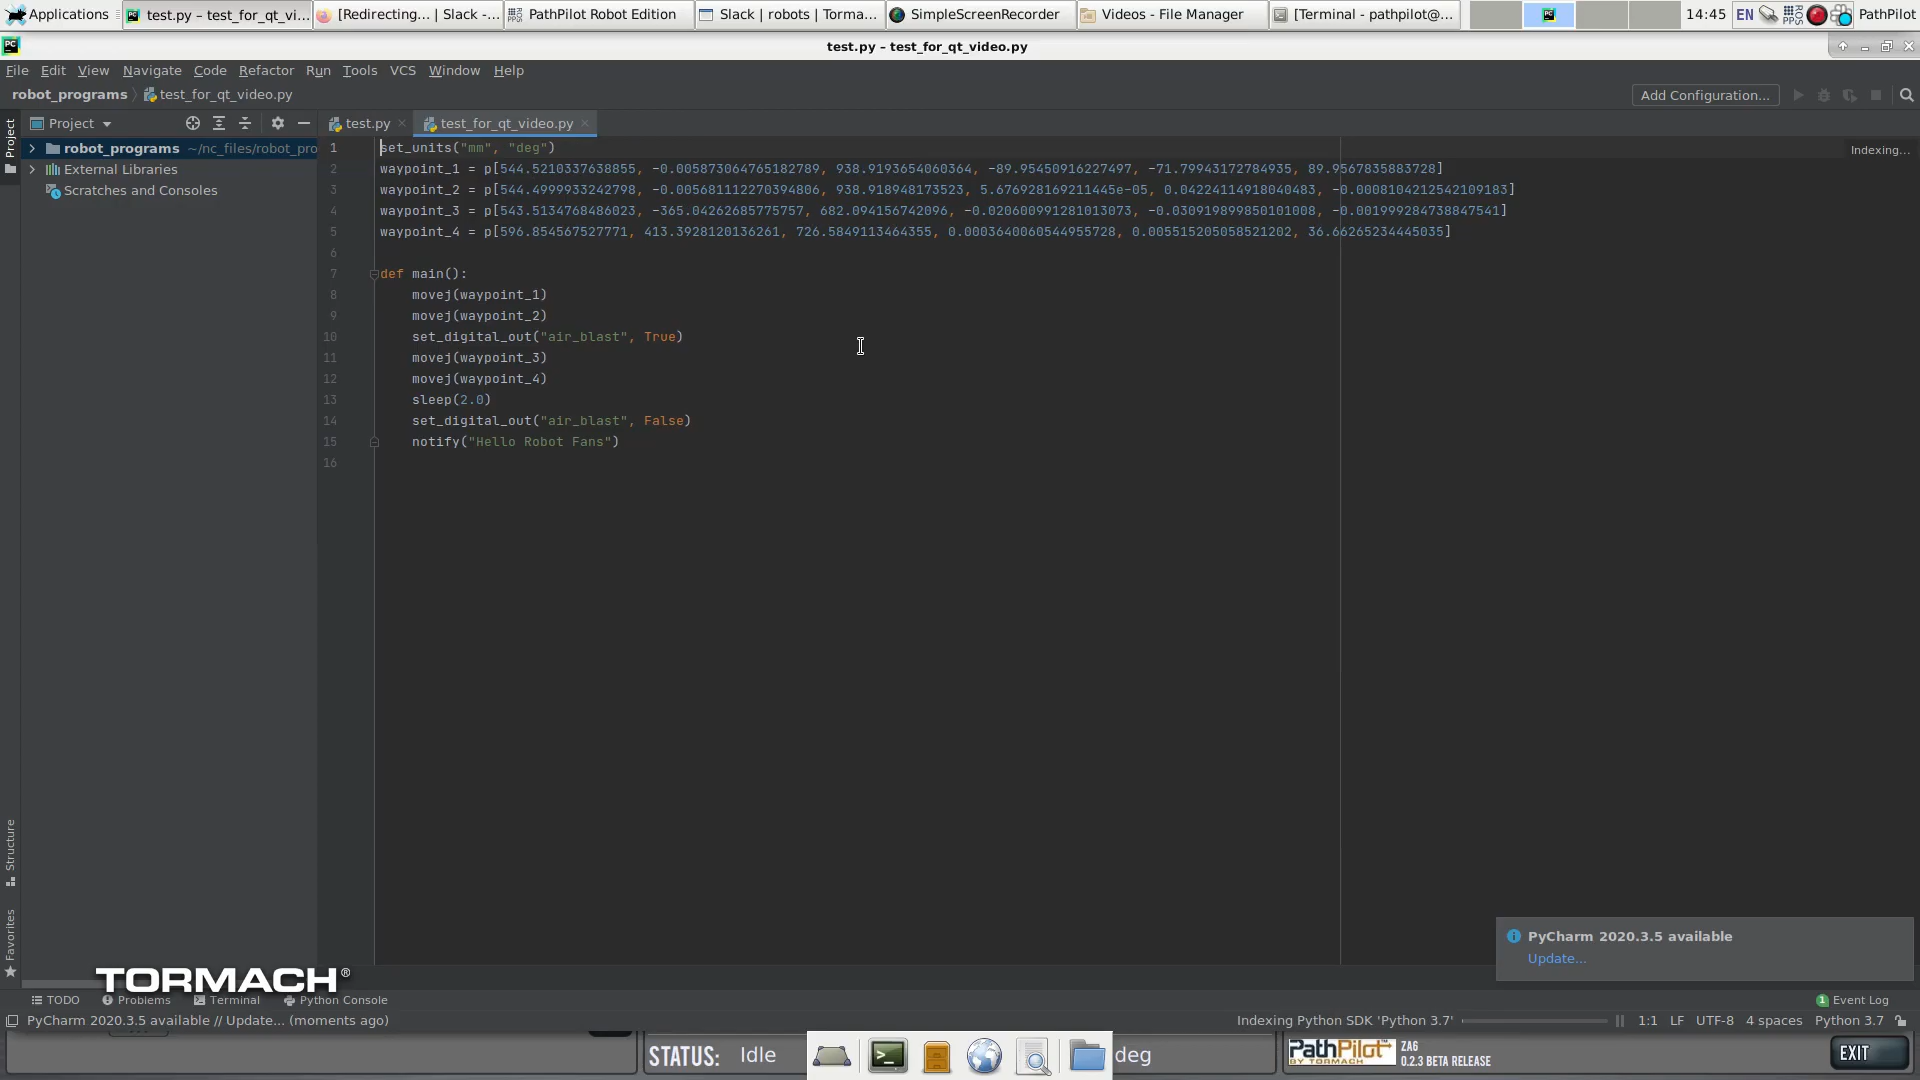 Applications
test.py – test_for_qt_vi...
[Redirecting... | Slack -...
PathPilot Robot Edition
Slack | robots | Torma...
SimpleScreenRecorder
Videos - File Manager
[Terminal - pathpilot@...
14:45
EN
PathPilot
test.py – test_for_qt_video.py
File Edit View Navigate Code Refactor Run Tools VCS Window Help
robot_programs test_for_qt_video.py
Add Configuration...
Project
Project
test.py
test_for_qt_video.py
robot_programs ~/nc_files/robot_pro
External Libraries
Scratches and Consoles
Indexing...
1 set_units("mm", "deg")
2 waypoint_1 = p[544.5210337638855, -0.005873064765182789, 938.9193654060364, -89.95450916227497, -71.79943172784935, 89.9567835883728]
3 waypoint_2 = p[544.4999933242798, -0.005681112270394806, 938.918948173523, 5.676928169211445e-05, 0.04224114918040483, -0.0008104212542109183]
4 waypoint_3 = p[543.5134768486023, -365.04262685775757, 682.094156742096, -0.020600991281013073, -0.030919899850101008, -0.001999284738847541]
5 waypoint_4 = p[596.854567527771, 413.3928120136261, 726.5849113464355, 0.0003640060544955728, 0.005515205058521202, 36.66265234445035]
6
7 def main():
8 movej(waypoint_1)
9 movej(waypoint_2)
10 set_digital_out("air_blast", True)
11 movej(waypoint_3)
12 movej(waypoint_4)
13 sleep(2.0)
14 set_digital_out("air_blast", False)
15 notify("Hello Robot Fans")
16
Structure
Favorites
PyCharm 2020.3.5 available
Update...
TORMACH®
TODO Problems Terminal Python Console
1 Event Log
PyCharm 2020.3.5 available // Update... (moments ago)
Indexing Python SDK 'Python 3.7' 1:1 LF UTF-8 4 spaces Python 3.7
STATUS: Idle
deg
PathPilot
BY TORMACH
ZA6
0.2.3 BETA RELEASE
EXIT